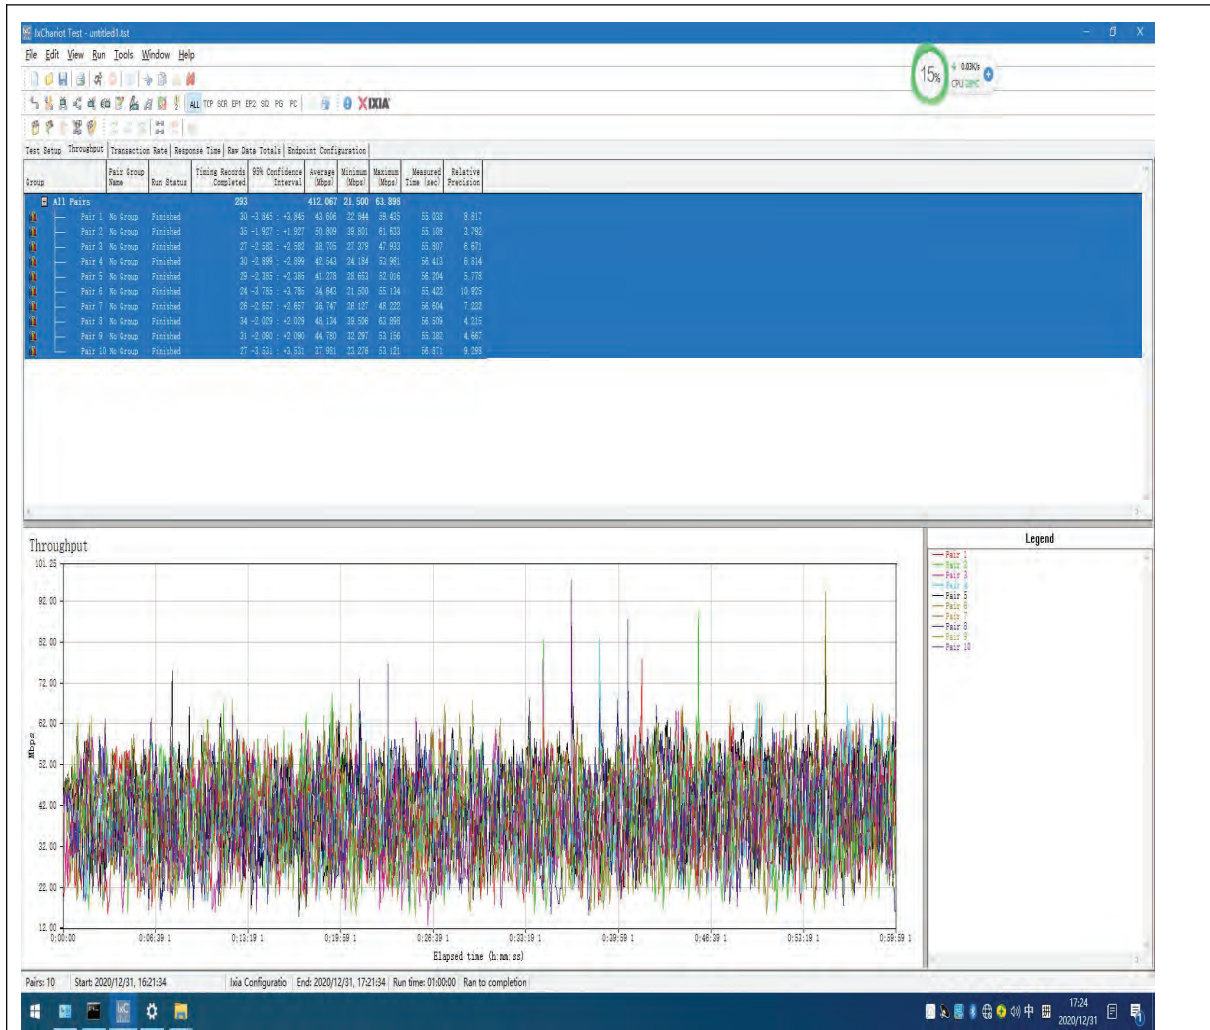 IxChariot Test - untitled1.tst
File Edit View Run Tools Window Help
15% 0.03K/s
CPU
ALL TCP SCR EP1 EP2 SQ PG PC IXIA
Test Setup Throughput Transaction Rate Response Time Raw Data Totals Endpoint Configuration
Group Pair Group Name Run Status Timing Records Completed 95% Confidence Interval Average (Mbps) Minimum (Mbps) Maximum (Mbps) Measured Time (sec) Relative Precision
All Pairs 293 412.067 21.500 63.898
Pair 1 No Group Finished 30 -3.845 : +3.845 43.606 22.844 59.435 55.038 8.817
Pair 2 No Group Finished 35 -1.927 : +1.927 50.809 39.801 61.633 55.108 3.792
Pair 3 No Group Finished 27 -2.582 : +2.582 38.705 27.379 47.933 55.807 6.671
Pair 4 No Group Finished 30 -2.899 : +2.899 42.543 24.184 53.981 56.413 6.814
Pair 5 No Group Finished 29 -2.385 : +2.385 41.278 28.653 52.016 56.204 5.778
Pair 6 No Group Finished 24 -3.785 : +3.785 34.643 21.500 55.134 55.422 10.925
Pair 7 No Group Finished 26 -2.657 : +2.657 36.747 26.127 48.222 56.604 7.232
Pair 8 No Group Finished 34 -2.029 : +2.029 48.134 39.506 63.898 56.509 4.215
Pair 9 No Group Finished 31 -2.090 : +2.090 44.780 32.297 53.156 55.382 4.667
Pair 10 No Group Finished 27 -3.531 : +3.531 37.981 23.276 53.121 56.871 9.298
Throughput
101.25
92.00
82.00
72.00
62.00
52.00
42.00
32.00
22.00
12.00
Mbps
0:00:00 0:06:39 1 0:13:19 1 0:19:59 1 0:26:39 1 0:33:19 1 0:39:59 1 0:46:39 1 0:53:19 1 0:59:59 1
Elapsed time (h:mm:ss)
Legend
Pair 1
Pair 2
Pair 3
Pair 4
Pair 5
Pair 6
Pair 7
Pair 8
Pair 9
Pair 10
Pairs: 10 Start: 2020/12/31, 16:21:34 Ixia Configuratio End: 2020/12/31, 17:21:34 Run time: 01:00:00 Ran to completion
IxC
中 拼 17:24
2020/12/31